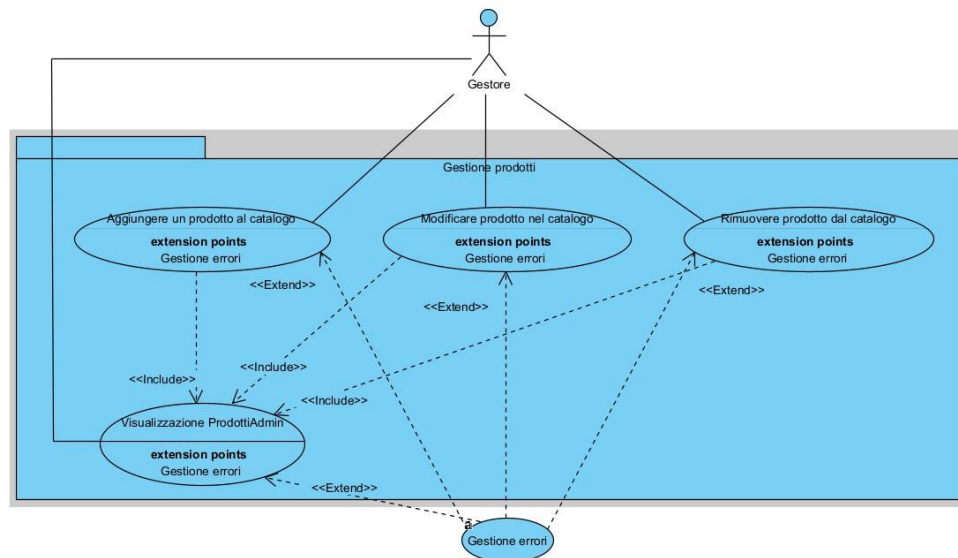 Gestore
Gestione prodotti
Aggiungere un prodotto al catalogo
extension points
Gestione errori
Modificare prodotto nel catalogo
extension points
Gestione errori
Rimuovere prodotto dal catalogo
extension points
Gestione errori
<<Extend>>
<<Extend>>
<<Extend>>
<<Include>>
<<Include>>
<<Include>>
Visualizzazione ProdottiAdmin
extension points
Gestione errori
<<Extend>>
a
Gestione errori